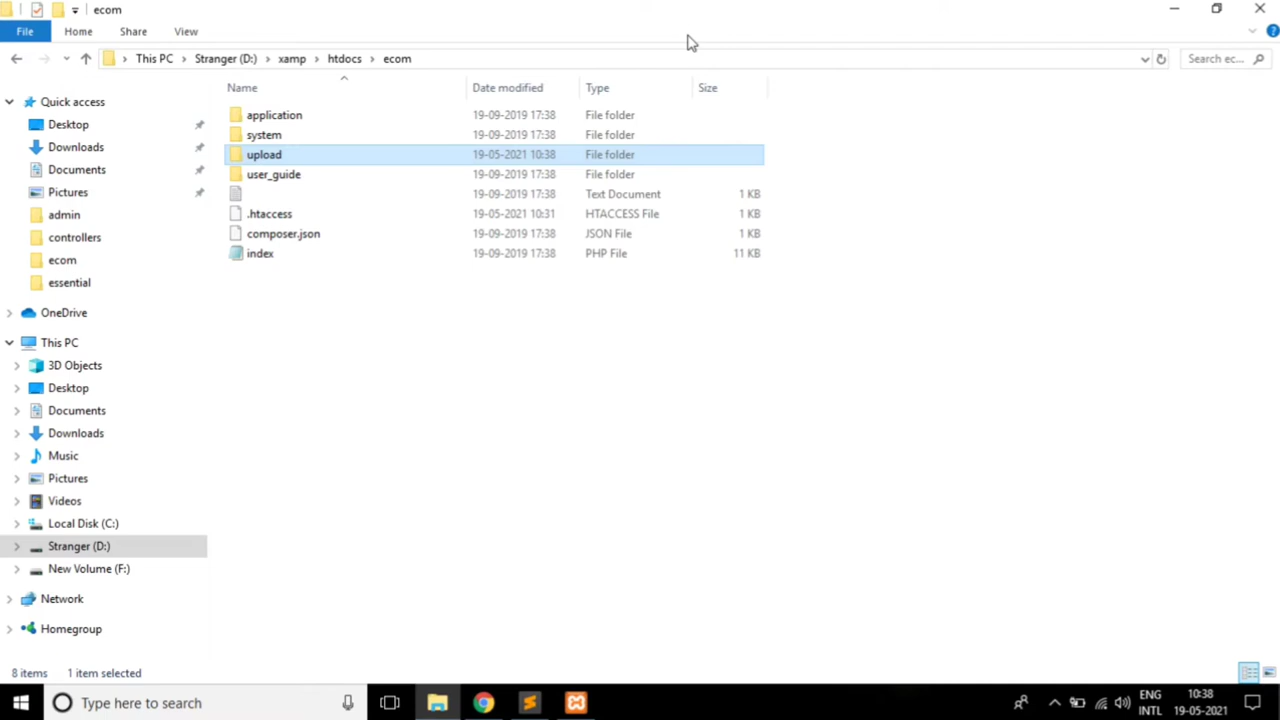 ecom
File Home Share View
This PC Stranger (D:) xamp htdocs ecom Search ec...
Name Date modified Type Size
application 19-09-2019 17:38 File folder
system 19-09-2019 17:38 File folder
upload 19-05-2021 10:38 File folder
user_guide 19-09-2019 17:38 File folder
19-09-2019 17:38 Text Document 1 KB
.htaccess 19-05-2021 10:31 HTACCESS File 1 KB
composer.json 19-09-2019 17:38 JSON File 1 KB
index 19-09-2019 17:38 PHP File 11 KB
Quick access
Desktop
Downloads
Documents
Pictures
admin
controllers
ecom
essential
OneDrive
This PC
3D Objects
Desktop
Documents
Downloads
Music
Pictures
Videos
Local Disk (C:)
Stranger (D:)
New Volume (F:)
Network
Homegroup
8 items 1 item selected
Type here to search
ENG 10:38
INTL 19-05-2021